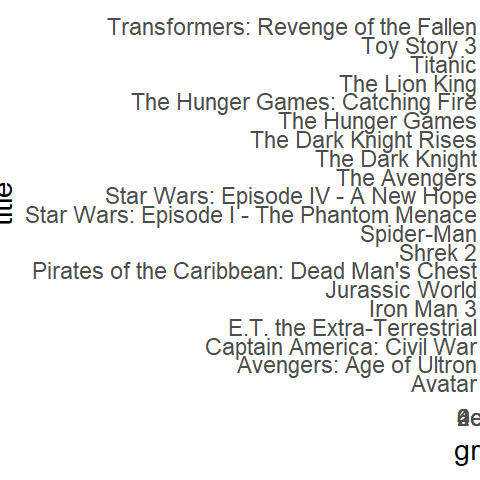 Transformers: Revenge of the Fallen
Toy Story 3
Titanic
The Lion King
The Hunger Games: Catching Fire
The Hunger Games
The Dark Knight Rises
The Dark Knight
The Avengers
title
Star Wars: Episode IV - A New Hope
Star Wars: Episode I - The Phantom Menace
Spider-Man
Shrek 2
Pirates of the Caribbean: Dead Man's Chest
Jurassic World
Iron Man 3
E.T. the Extra-Terrestrial
Captain America: Civil War
Avengers: Age of Ultron
Avatar
gr